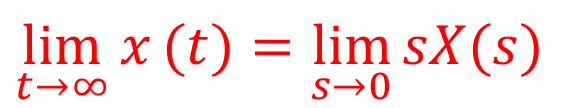 lim x (t) = lim sX(s)
t→∞ s→0